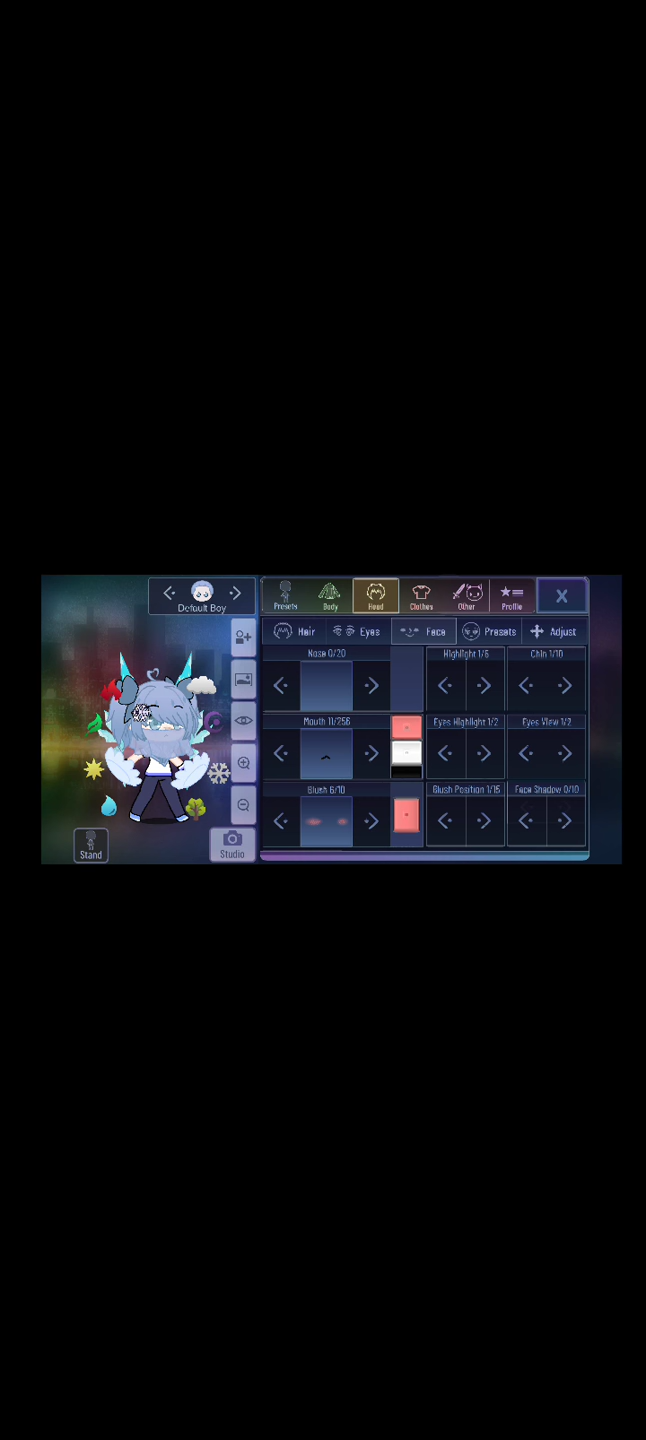 Default Boy
Presets
Body
Head
Clothes
Other
Profile
X
Hair
Eyes
Face
Presets
Adjust
Nose 0/20
Highlight 1/6
Chin 1/10
Mouth 11/256
Eyes Highlight 1/2
Eyes View 1/2
Blush 6/10
Blush Position 1/15
Face Shadow 0/10
Stand
Studio